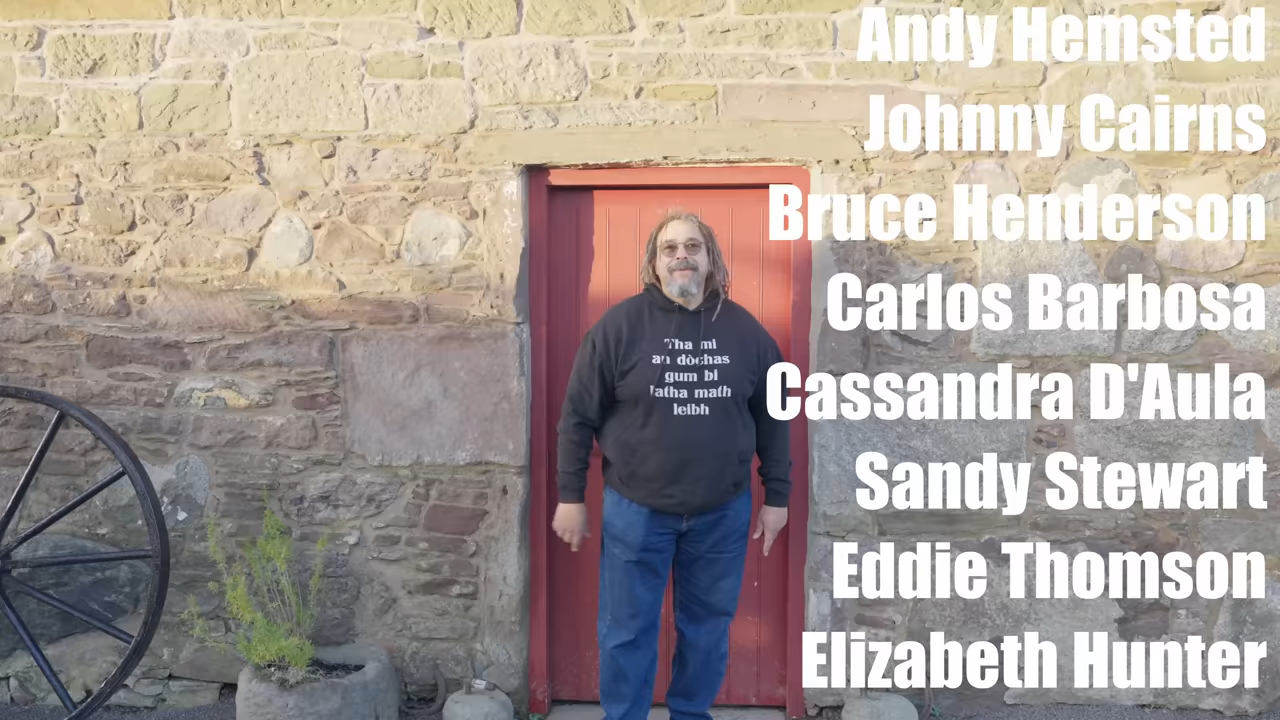 Andy Hemsted
Johnny Cairns
Bruce Henderson
Carlos Barbosa
Cassandra D'Aula
Sandy Stewart
Eddie Thomson
Elizabeth Hunter
Tha mi
an dòchas
gum bi
latha math
leibh